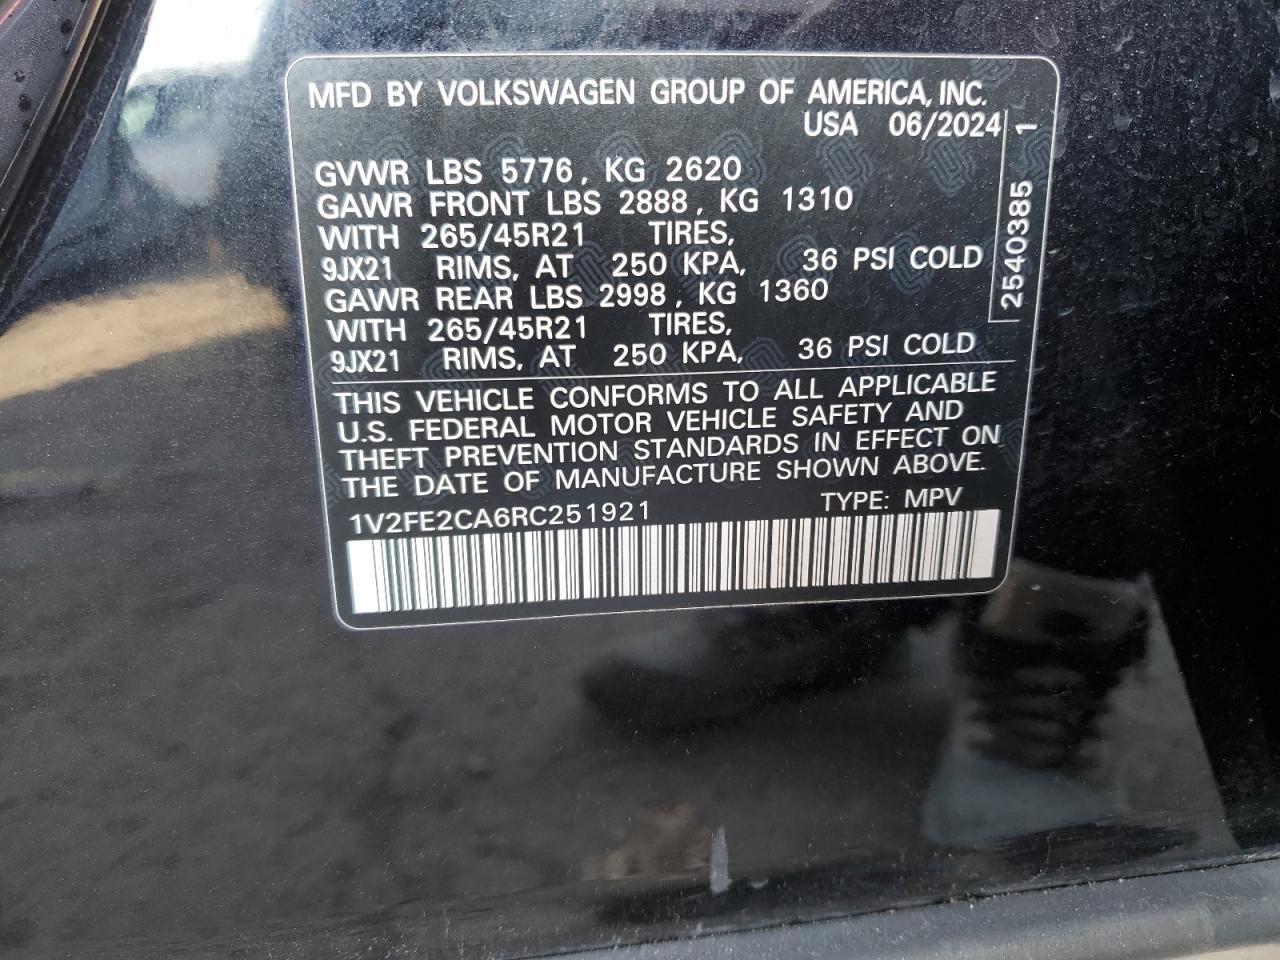 MFD BY VOLKSWAGEN GROUP OF AMERICA, INC.
USA 06/2024
GVWR LBS 5776, KG 2620
GAWR FRONT LBS 2888, KG 1310
WITH 265/45R21 TIRES,
9JX21 RIMS, AT 250 KPA, 36 PSI COLD
GAWR REAR LBS 2998, KG 1360
WITH 265/45R21 TIRES,
9JX21 RIMS, AT 250 KPA, 36 PSI COLD
THIS VEHICLE CONFORMS TO ALL APPLICABLE
U.S. FEDERAL MOTOR VEHICLE SAFETY AND
THEFT PREVENTION STANDARDS IN EFFECT ON
THE DATE OF MANUFACTURE SHOWN ABOVE.
1V2FE2CA6RC251921 TYPE: MPV
2540385 1